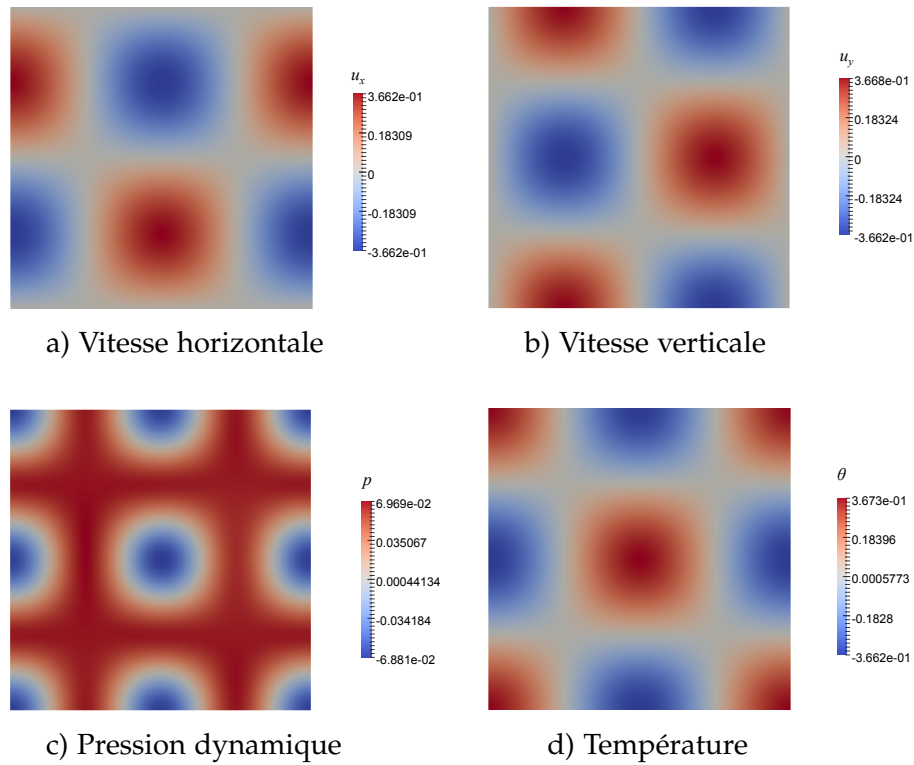 u_x
3.662e-01
0.18309
0
-0.18309
-3.662e-01
a) Vitesse horizontale
u_y
3.668e-01
0.18324
0
-0.18324
-3.662e-01
b) Vitesse verticale
p
6.969e-02
0.035067
0.00044134
-0.034184
-6.881e-02
c) Pression dynamique
θ
3.673e-01
0.18396
0.0005773
-0.1828
-3.662e-01
d) Température